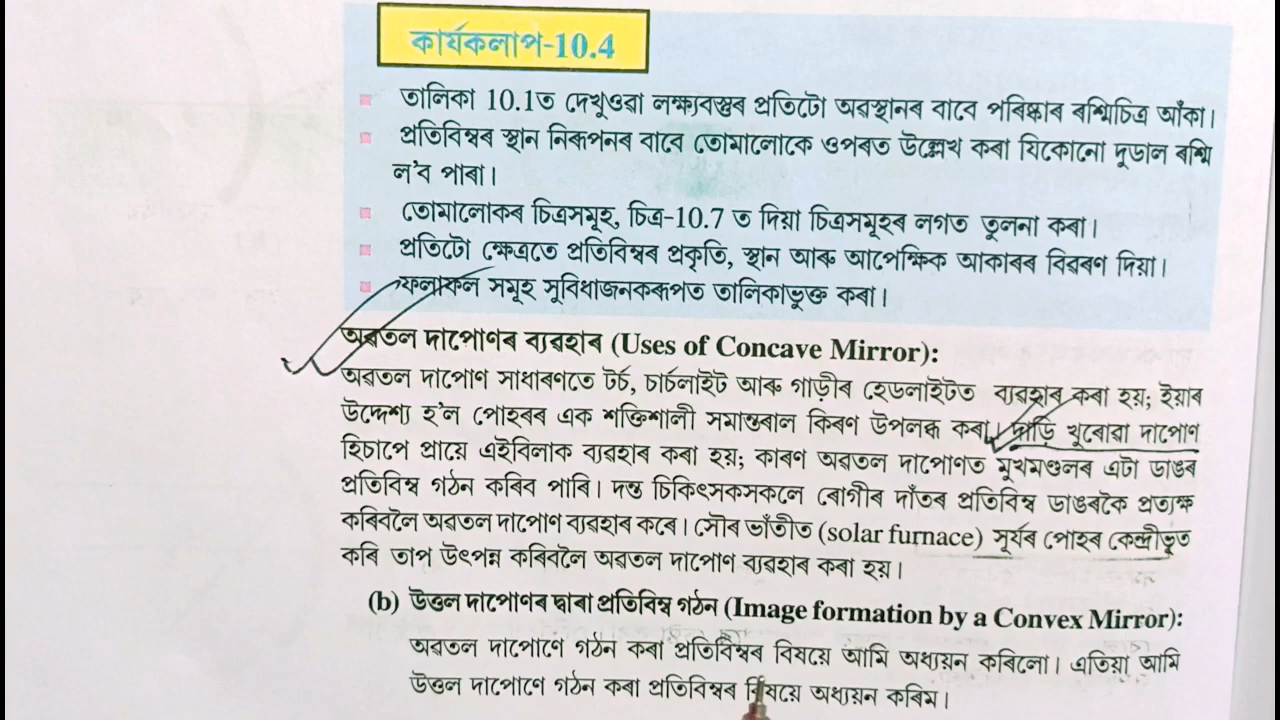 কাৰ্যকলাপ-10.4
তালিকা 10.1ত দেখুওৱা লক্ষ্যবস্তুৰ প্ৰতিটো অৱস্থানৰ বাবে পৰিষ্কাৰ ৰশ্মিচিত্ৰ আঁকা।
প্ৰতিবিম্বৰ স্থান নিৰূপনৰ বাবে তোমালোকে ওপৰত উল্লেখ কৰা যিকোনো দুডাল ৰশ্মি
ল'ব পাৰা।
তোমালোকৰ চিত্ৰসমূহ, চিত্ৰ-10.7 ত দিয়া চিত্ৰসমূহৰ লগত তুলনা কৰা।
প্ৰতিটো ক্ষেত্ৰতে প্ৰতিবিম্বৰ প্ৰকৃতি, স্থান আৰু আপেক্ষিক আকাৰৰ বিৱৰণ দিয়া।
ফলাফল সমূহ সুবিধাজনকৰূপত তালিকাভুক্ত কৰা।
অৱতল দাপোণৰ ব্যৱহাৰ (Uses of Concave Mirror):
অৱতল দাপোণ সাধাৰণতে টৰ্চ, চাৰ্চলাইট আৰু গাড়ীৰ হেডলাইটত ব্যৱহাৰ কৰা হয়; ইয়াৰ
উদ্দেশ্য হ'ল পোহৰৰ এক শক্তিশালী সমান্তৰাল কিৰণ উপলব্ধ কৰা। দাড়ি খুৰোৱা দাপোণ
হিচাপে প্ৰায়ে এইবিলাক ব্যৱহাৰ কৰা হয়; কাৰণ অৱতল দাপোণত মুখমণ্ডলৰ এটা ডাঙৰ
প্ৰতিবিম্ব গঠন কৰিব পাৰি। দন্ত চিকিৎসকসকলে ৰোগীৰ দাঁতৰ প্ৰতিবিম্ব ডাঙৰকৈ প্ৰত্যক্ষ
কৰিবলৈ অৱতল দাপোণ ব্যৱহাৰ কৰে। সৌৰ ভাঁতীত (solar furnace) সূৰ্যৰ পোহৰ কেন্দ্ৰীভূত
কৰি তাপ উৎপন্ন কৰিবলৈ অৱতল দাপোণ ব্যৱহাৰ কৰা হয়।
(b) উত্তল দাপোণৰ দ্বাৰা প্ৰতিবিম্ব গঠন (Image formation by a Convex Mirror):
অৱতল দাপোণে গঠন কৰা প্ৰতিবিম্বৰ বিষয়ে আমি অধ্যয়ন কৰিলো। এতিয়া আমি
উত্তল দাপোণে গঠন কৰা প্ৰতিবিম্বৰ বিষয়ে অধ্যয়ন কৰিম।